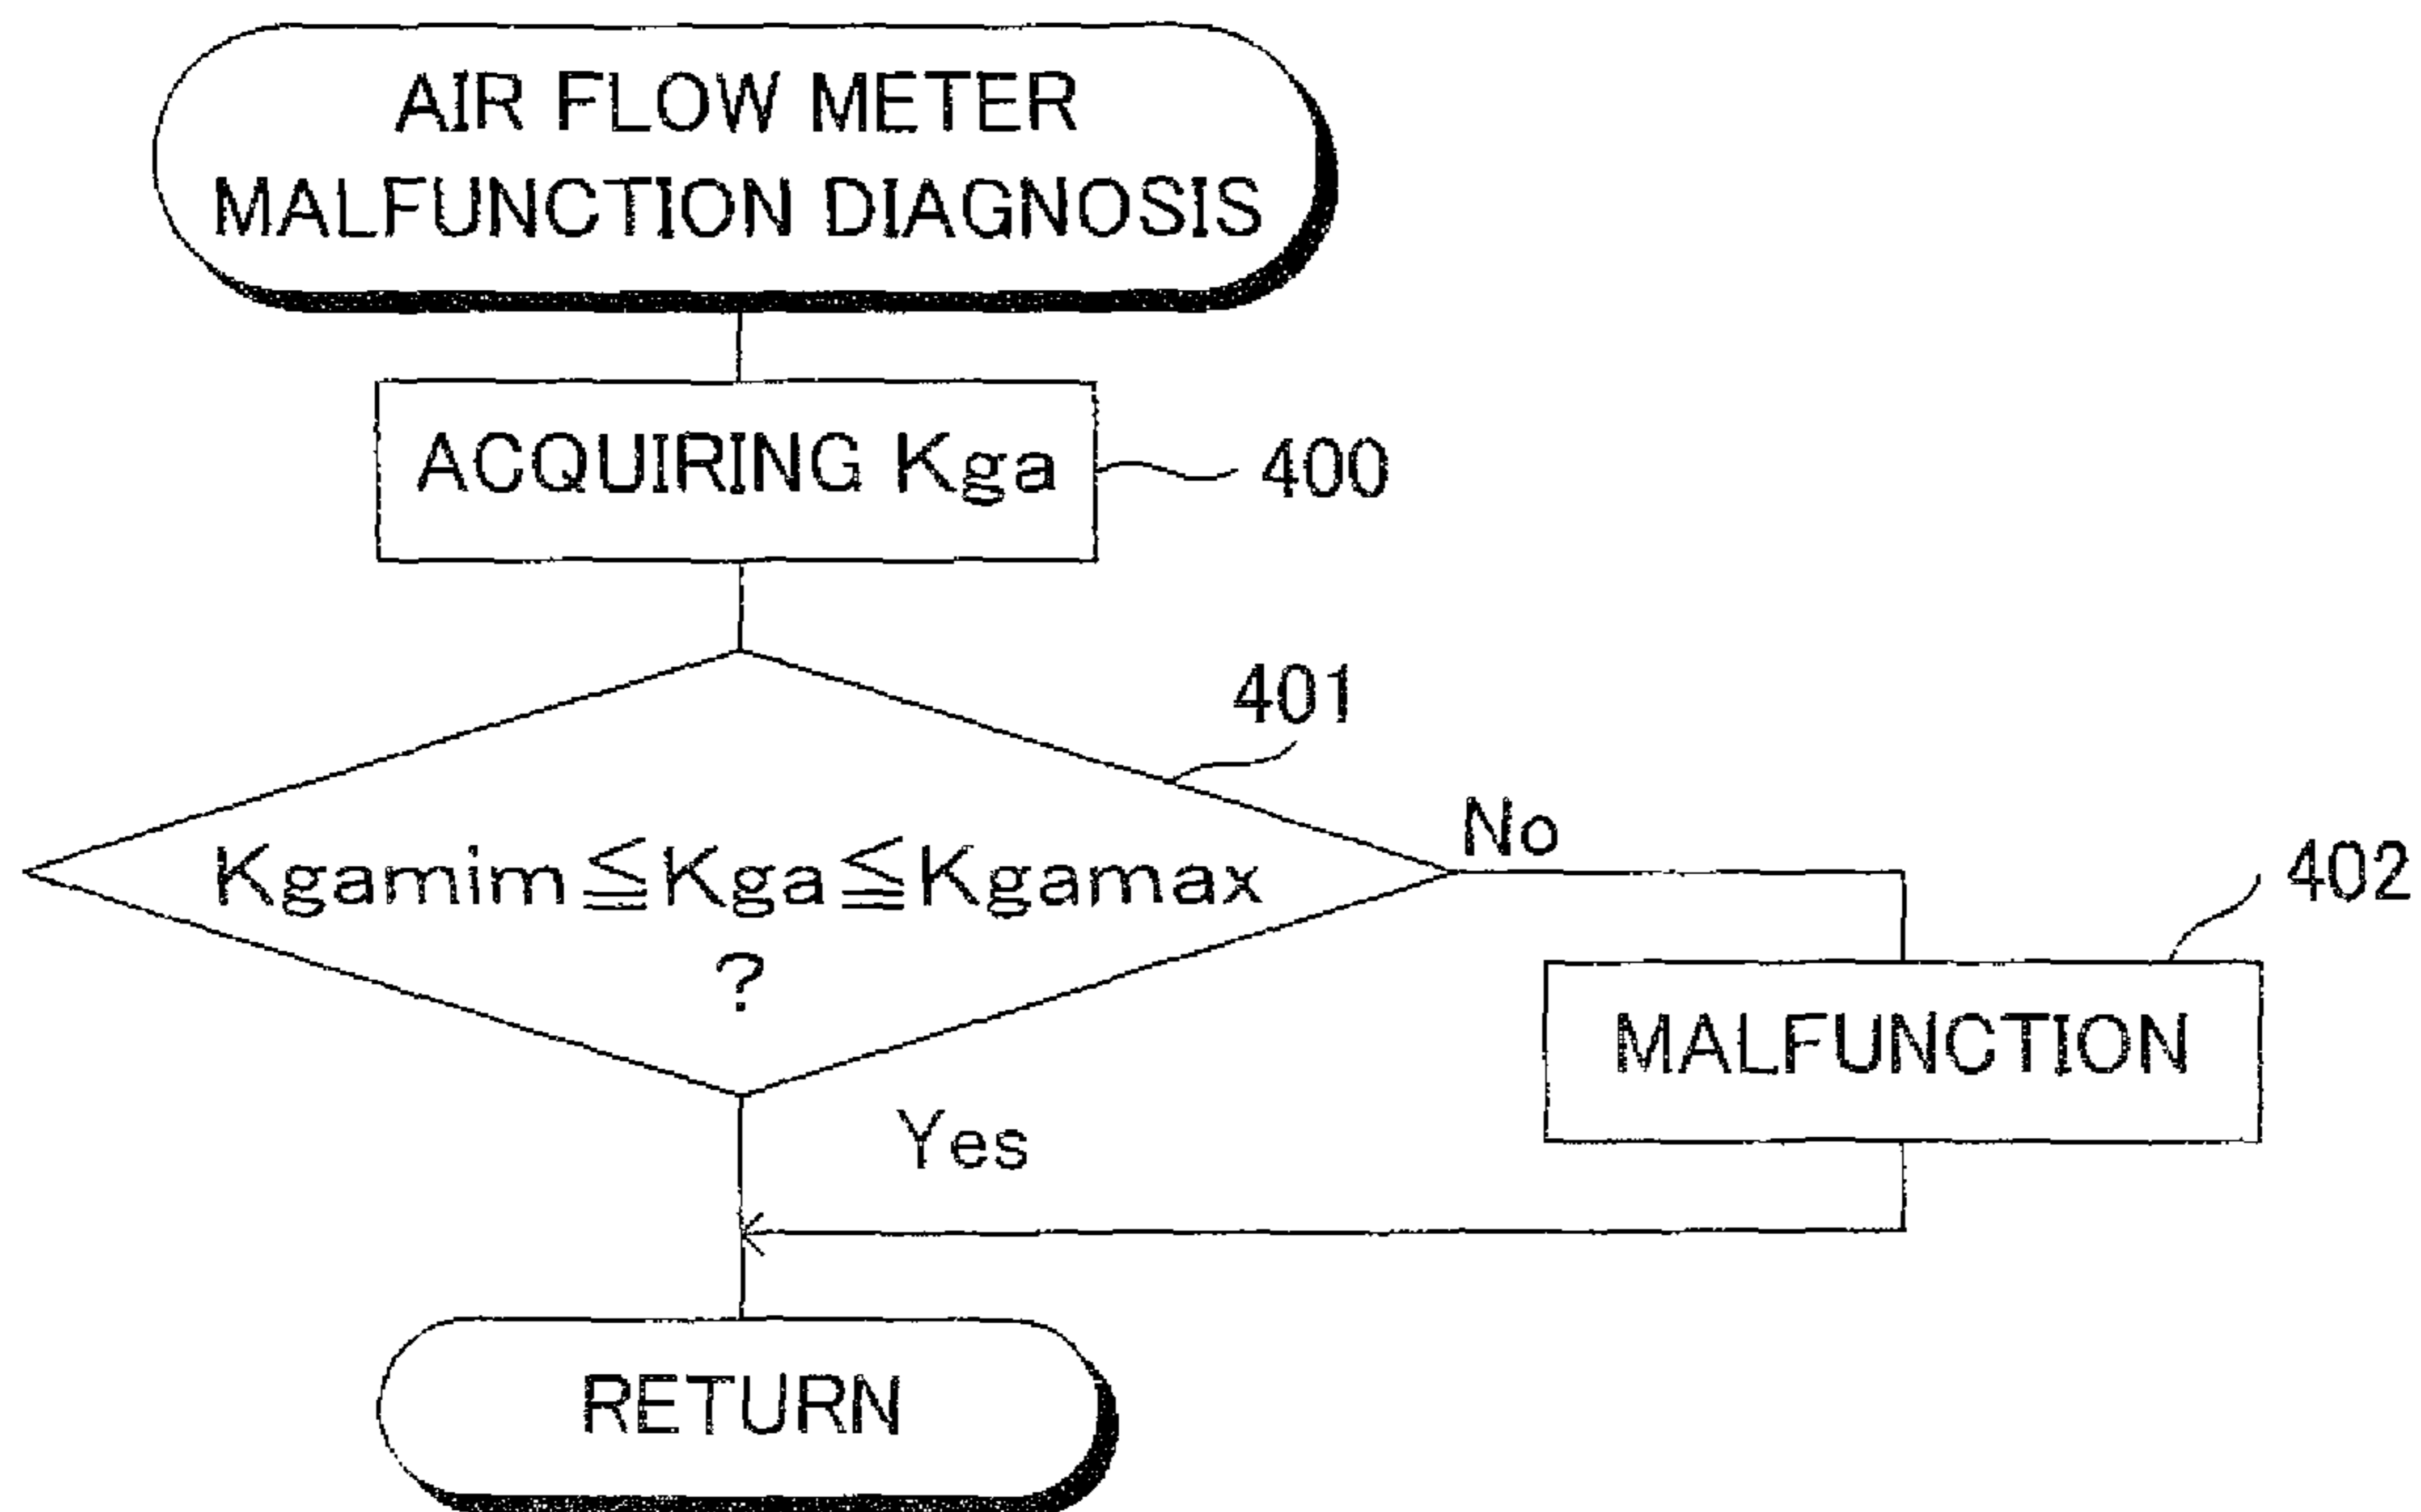 AIR FLOW METER
MALFUNCTION DIAGNOSIS
ACQUIRING Kga
400
401
Kgamim≦Kga≦Kgamax
?
No
402
MALFUNCTION
Yes
RETURN